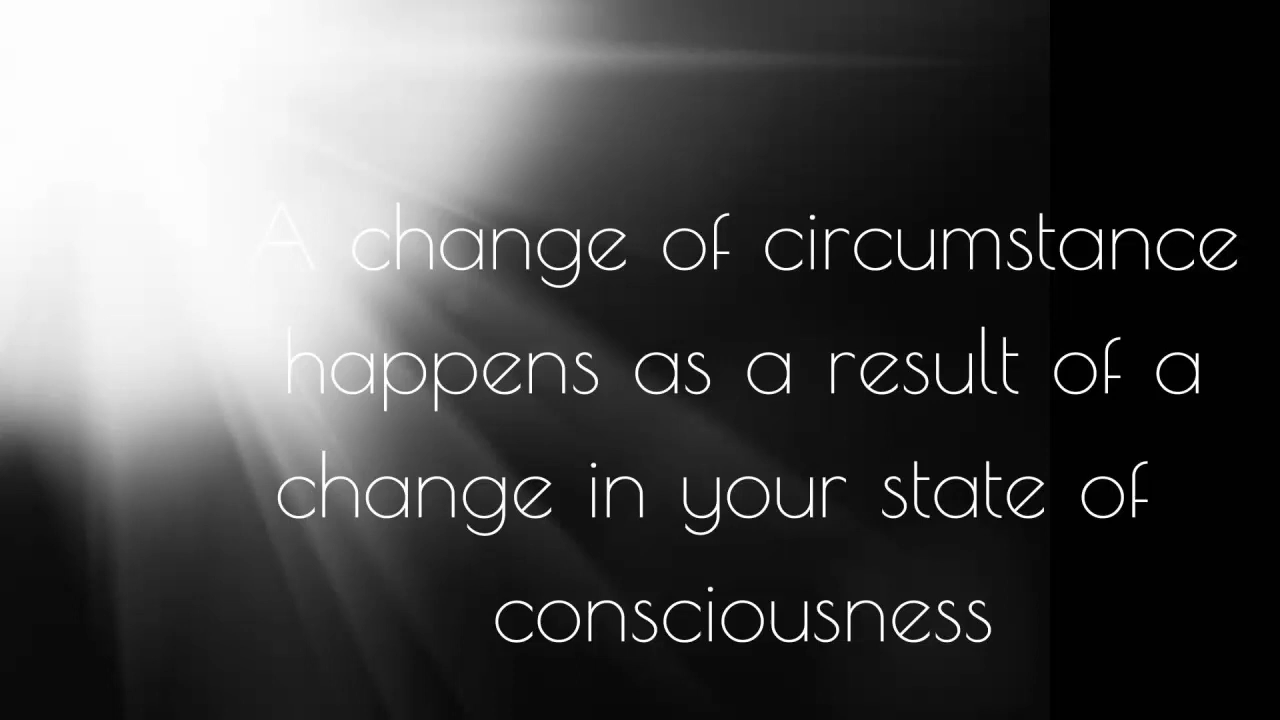 A change of circumstance
happens as a result of a
change in your state of
consciousness